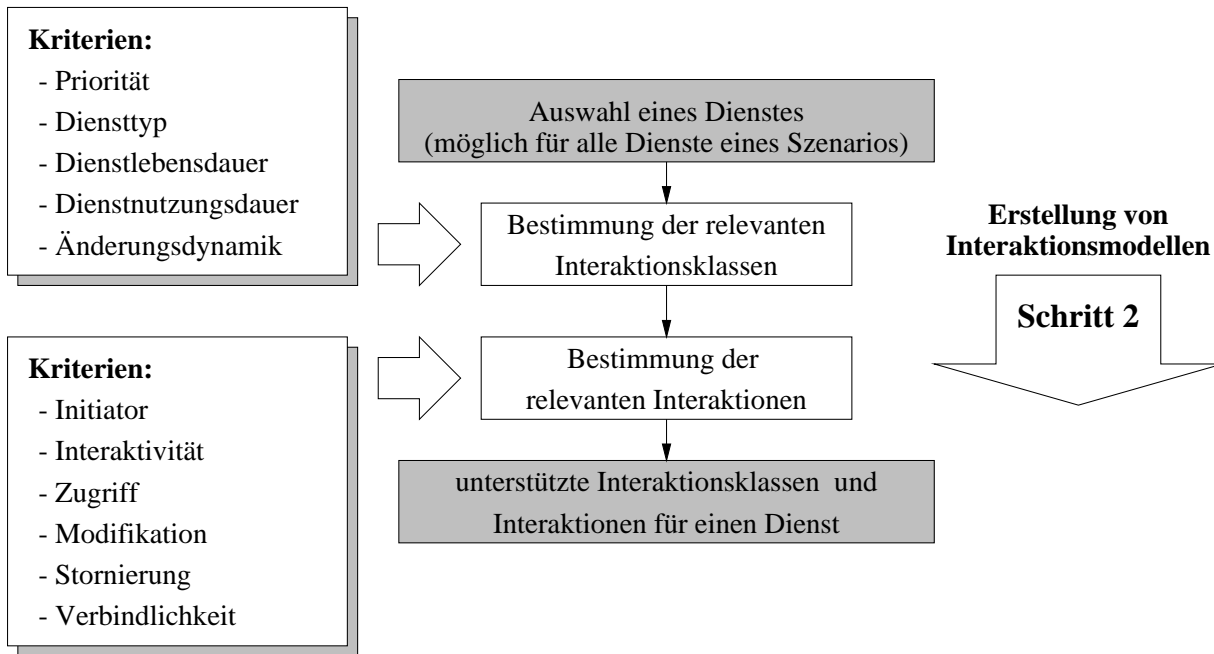 Kriterien:
- Priorität
- Diensttyp
- Dienstlebensdauer
- Dienstnutzungsdauer
- Änderungsdynamik
Kriterien:
- Initiator
- Interaktivität
- Zugriff
- Modifikation
- Stornierung
- Verbindlichkeit
Auswahl eines Dienstes
(möglich für alle Dienste eines Szenarios)
Bestimmung der relevanten
Interaktionsklassen
Bestimmung der
relevanten Interaktionen
unterstützte Interaktionsklassen und
Interaktionen für einen Dienst
Erstellung von
Interaktionsmodellen
Schritt 2